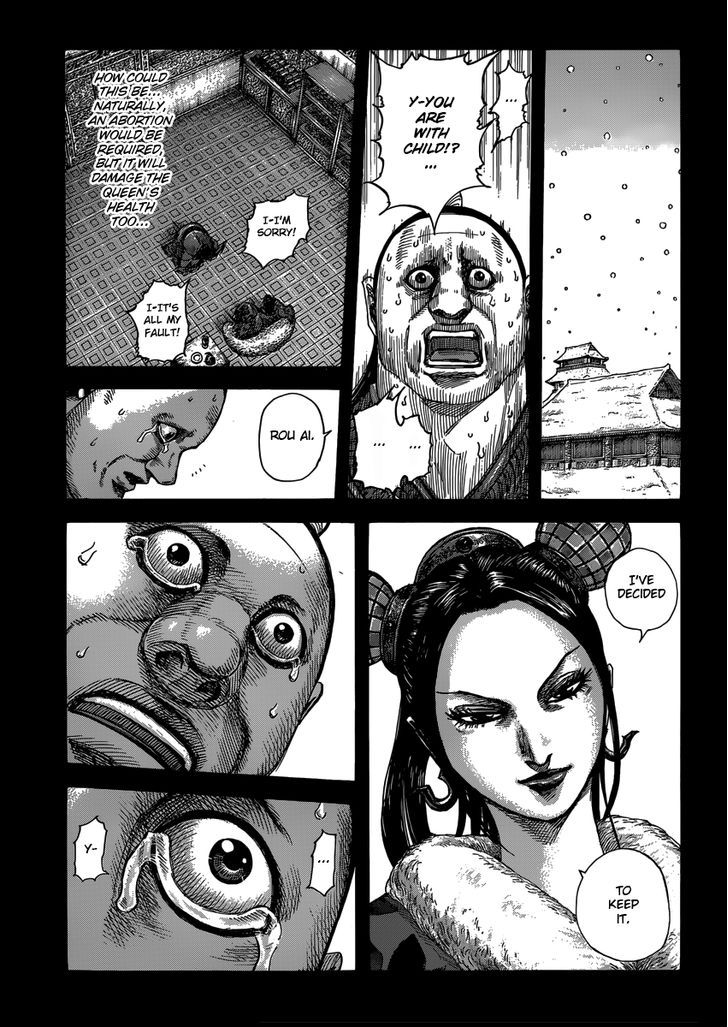 ...
Y-YOU
ARE
WITH
CHILD!?
...
...
...
HOW COULD
THIS BE...
NATURALLY,
AN ABORTION
WOULD BE
REQUIRED,
BUT IT WILL
DAMAGE THE
QUEEN'S
HEALTH
TOO...
I-I'M
SORRY!
I-IT'S
ALL MY
FAULT!
ROU AI.
I'VE
DECIDED
TO
KEEP
IT.
...
Y-